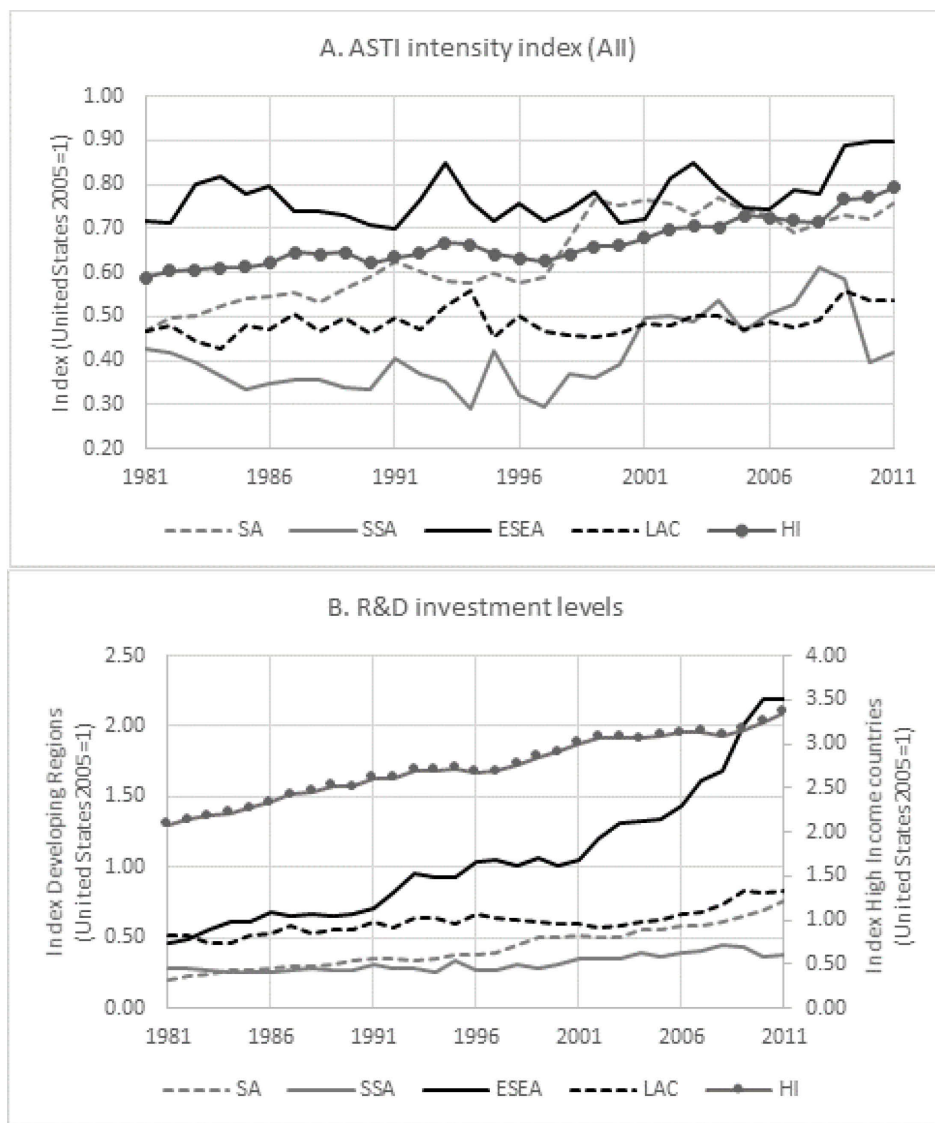 A. ASTI intensity index (AII)
Index (United States 2005=1)
1.00
0.90
0.80
0.70
0.60
0.50
0.40
0.30
0.20
1981 1986 1991 1996 2001 2006 2011
SA SSA ESEA LAC HI
B. R&D investment levels
Index Developing Regions
(United States 2005=1)
2.50
2.00
1.50
1.00
0.50
0.00
4.00
3.5
3.00
2.50
2.00
1.50
1.00
0.50
0.00
Index High Income countries
(United States 2005=1)
1981 1986 1991 1996 2001 2006 2011
SA SSA ESEA LAC HI